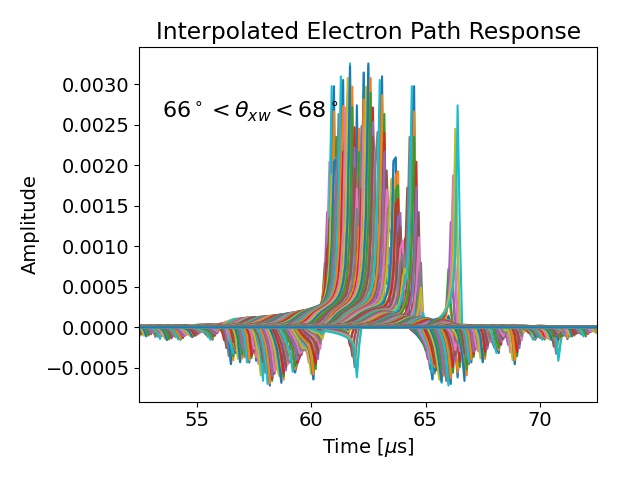 Interpolated Electron Path Response
66° < θxw < 68°
Amplitude
0.0030
0.0025
0.0020
0.0015
0.0010
0.0005
0.0000
−0.0005
55 60 65 70
Time [μs]